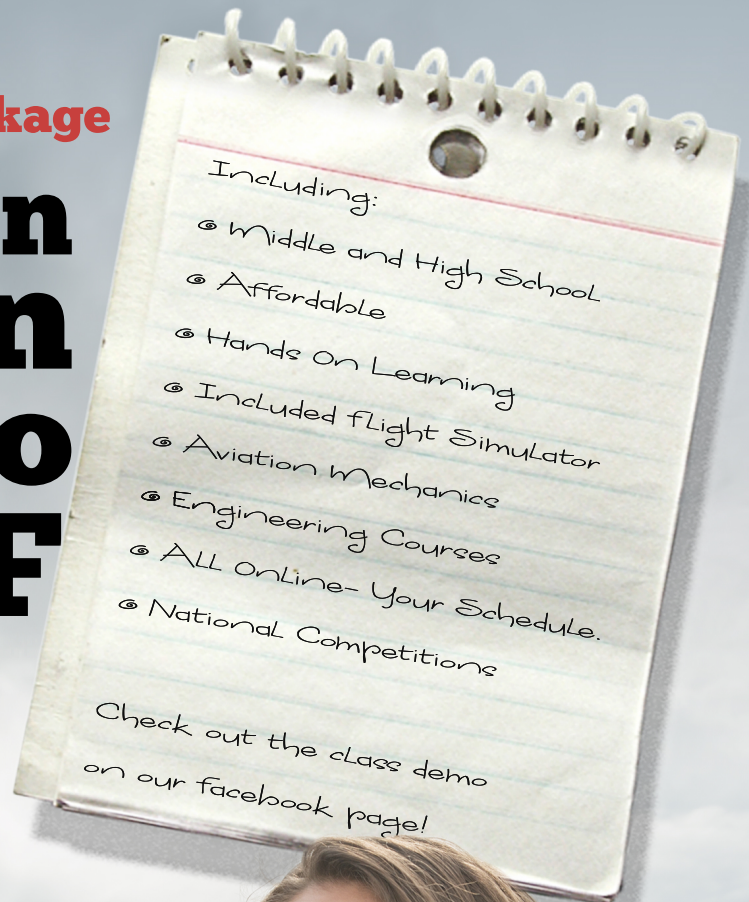 kage
n
n
o
F
Including:
Middle and High School
Affordable
Hands On Learning
Included flight Simulator
Aviation Mechanics
Engineering Courses
All Online- Your Schedule.
National Competitions
Check out the class demo
on our facebook page!